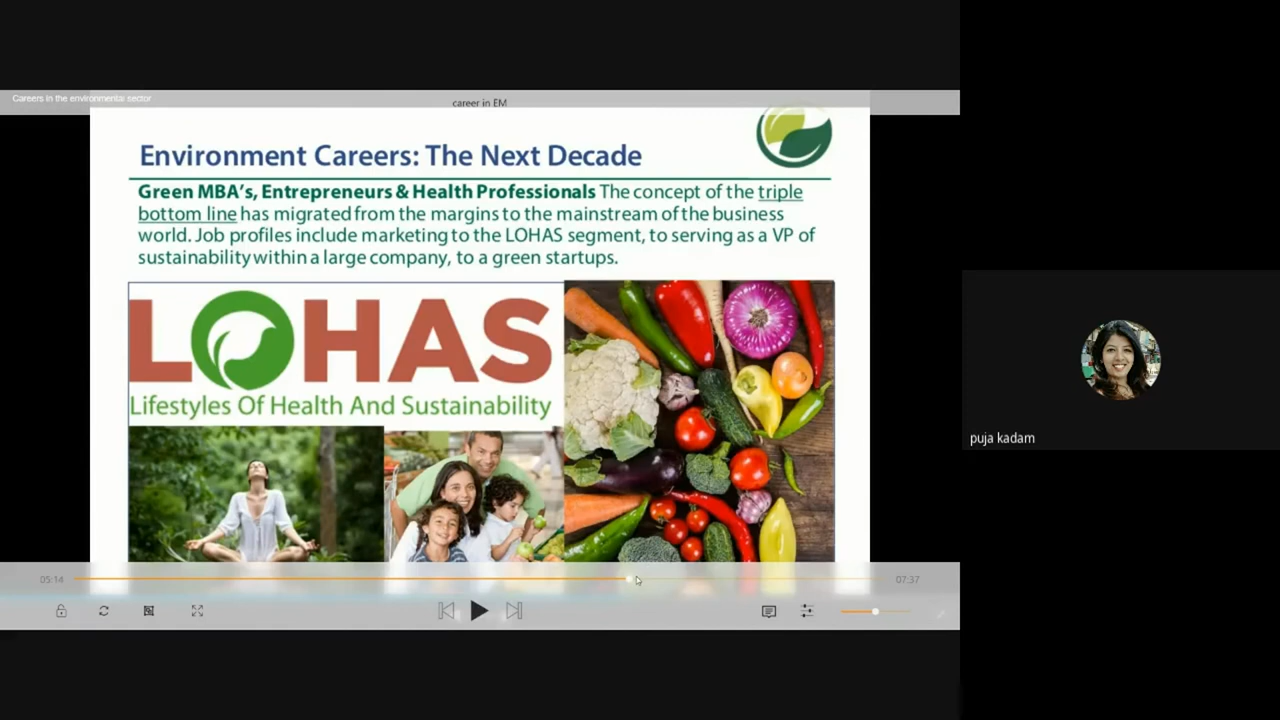 Careers in the environmental sector
career in EM
Environment Careers: The Next Decade
Green MBA's, Entrepreneurs & Health Professionals The concept of the triple
bottom line has migrated from the margins to the mainstream of the business
world. Job profiles include marketing to the LOHAS segment, to serving as a VP of
sustainability within a large company, to a green startups.
LOHAS
Lifestyles Of Health And Sustainability
puja kadam
05:14
07:37